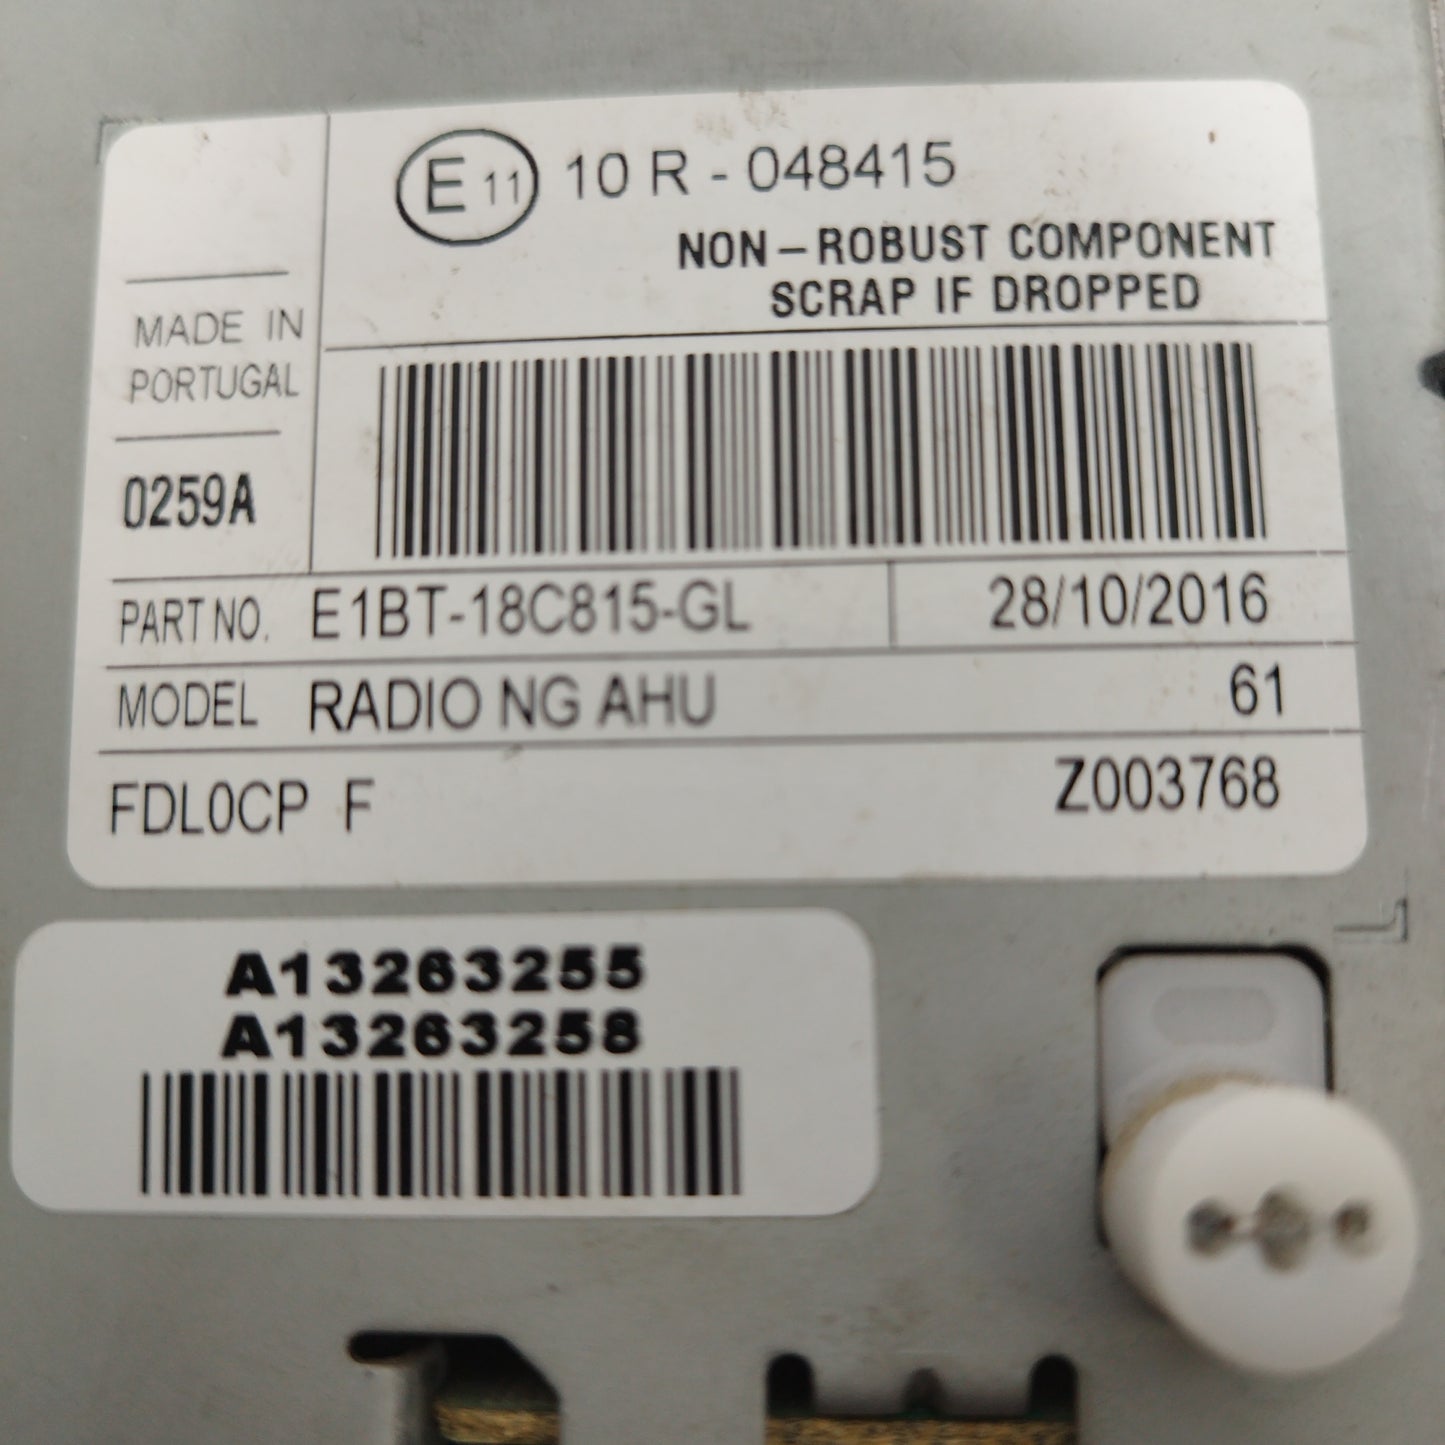 E 11 10 R - 048415
NON-ROBUST COMPONENT
SCRAP IF DROPPED
MADE IN
PORTUGAL
0259A
PART NO. E1BT-18C815-GL 28/10/2016
MODEL RADIO NG AHU 61
FDL0CP F Z003768
A13263255
A13263258